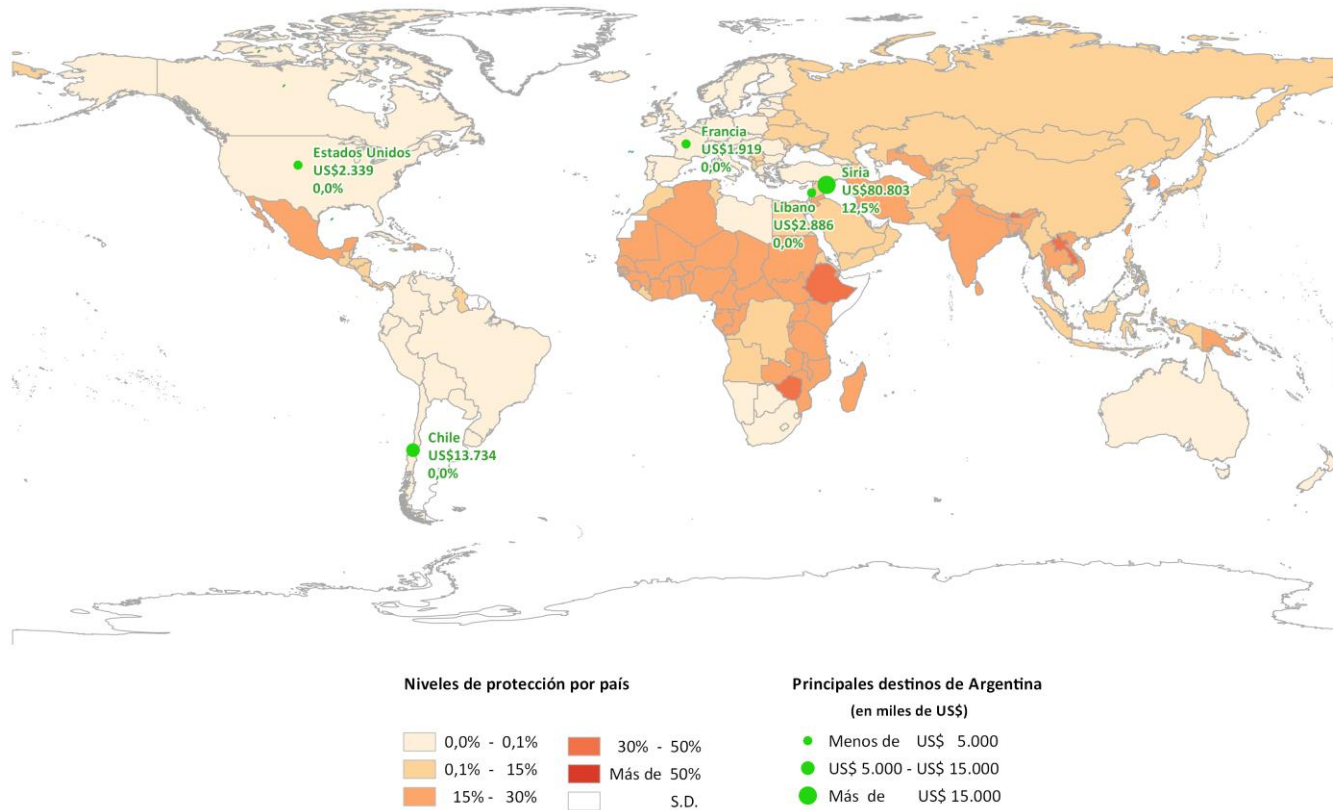 Francia
US$1.919
0,0%
Estados Unidos
US$2.339
0,0%
Siria
US$80.803
12,5%
Líbano
US$2.886
0,0%
Chile
US$13.734
0,0%
Niveles de protección por país
0,0% - 0,1%
0,1% - 15%
15% - 30%
30% - 50%
Más de 50%
S.D.
Principales destinos de Argentina
(en miles de US$)
Menos de US$ 5.000
US$ 5.000 - US$ 15.000
Más de US$ 15.000